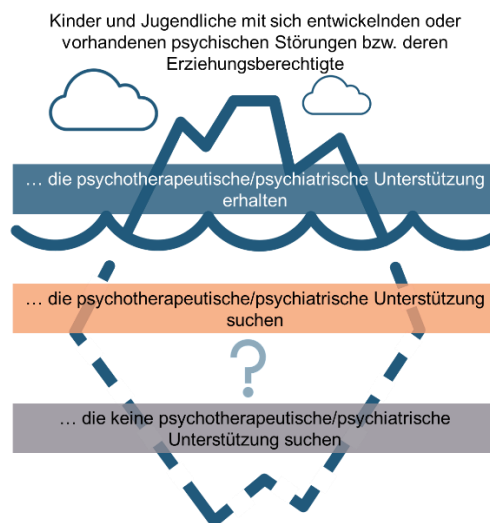 Kinder und Jugendliche mit sich entwickelnden oder
vorhandenen psychischen Störungen bzw. deren
Erziehungsberechtigte
… die psychotherapeutische/psychiatrische Unterstützung
erhalten
… die psychotherapeutische/psychiatrische Unterstützung
suchen
?
… die keine psychotherapeutische/psychiatrische
Unterstützung suchen